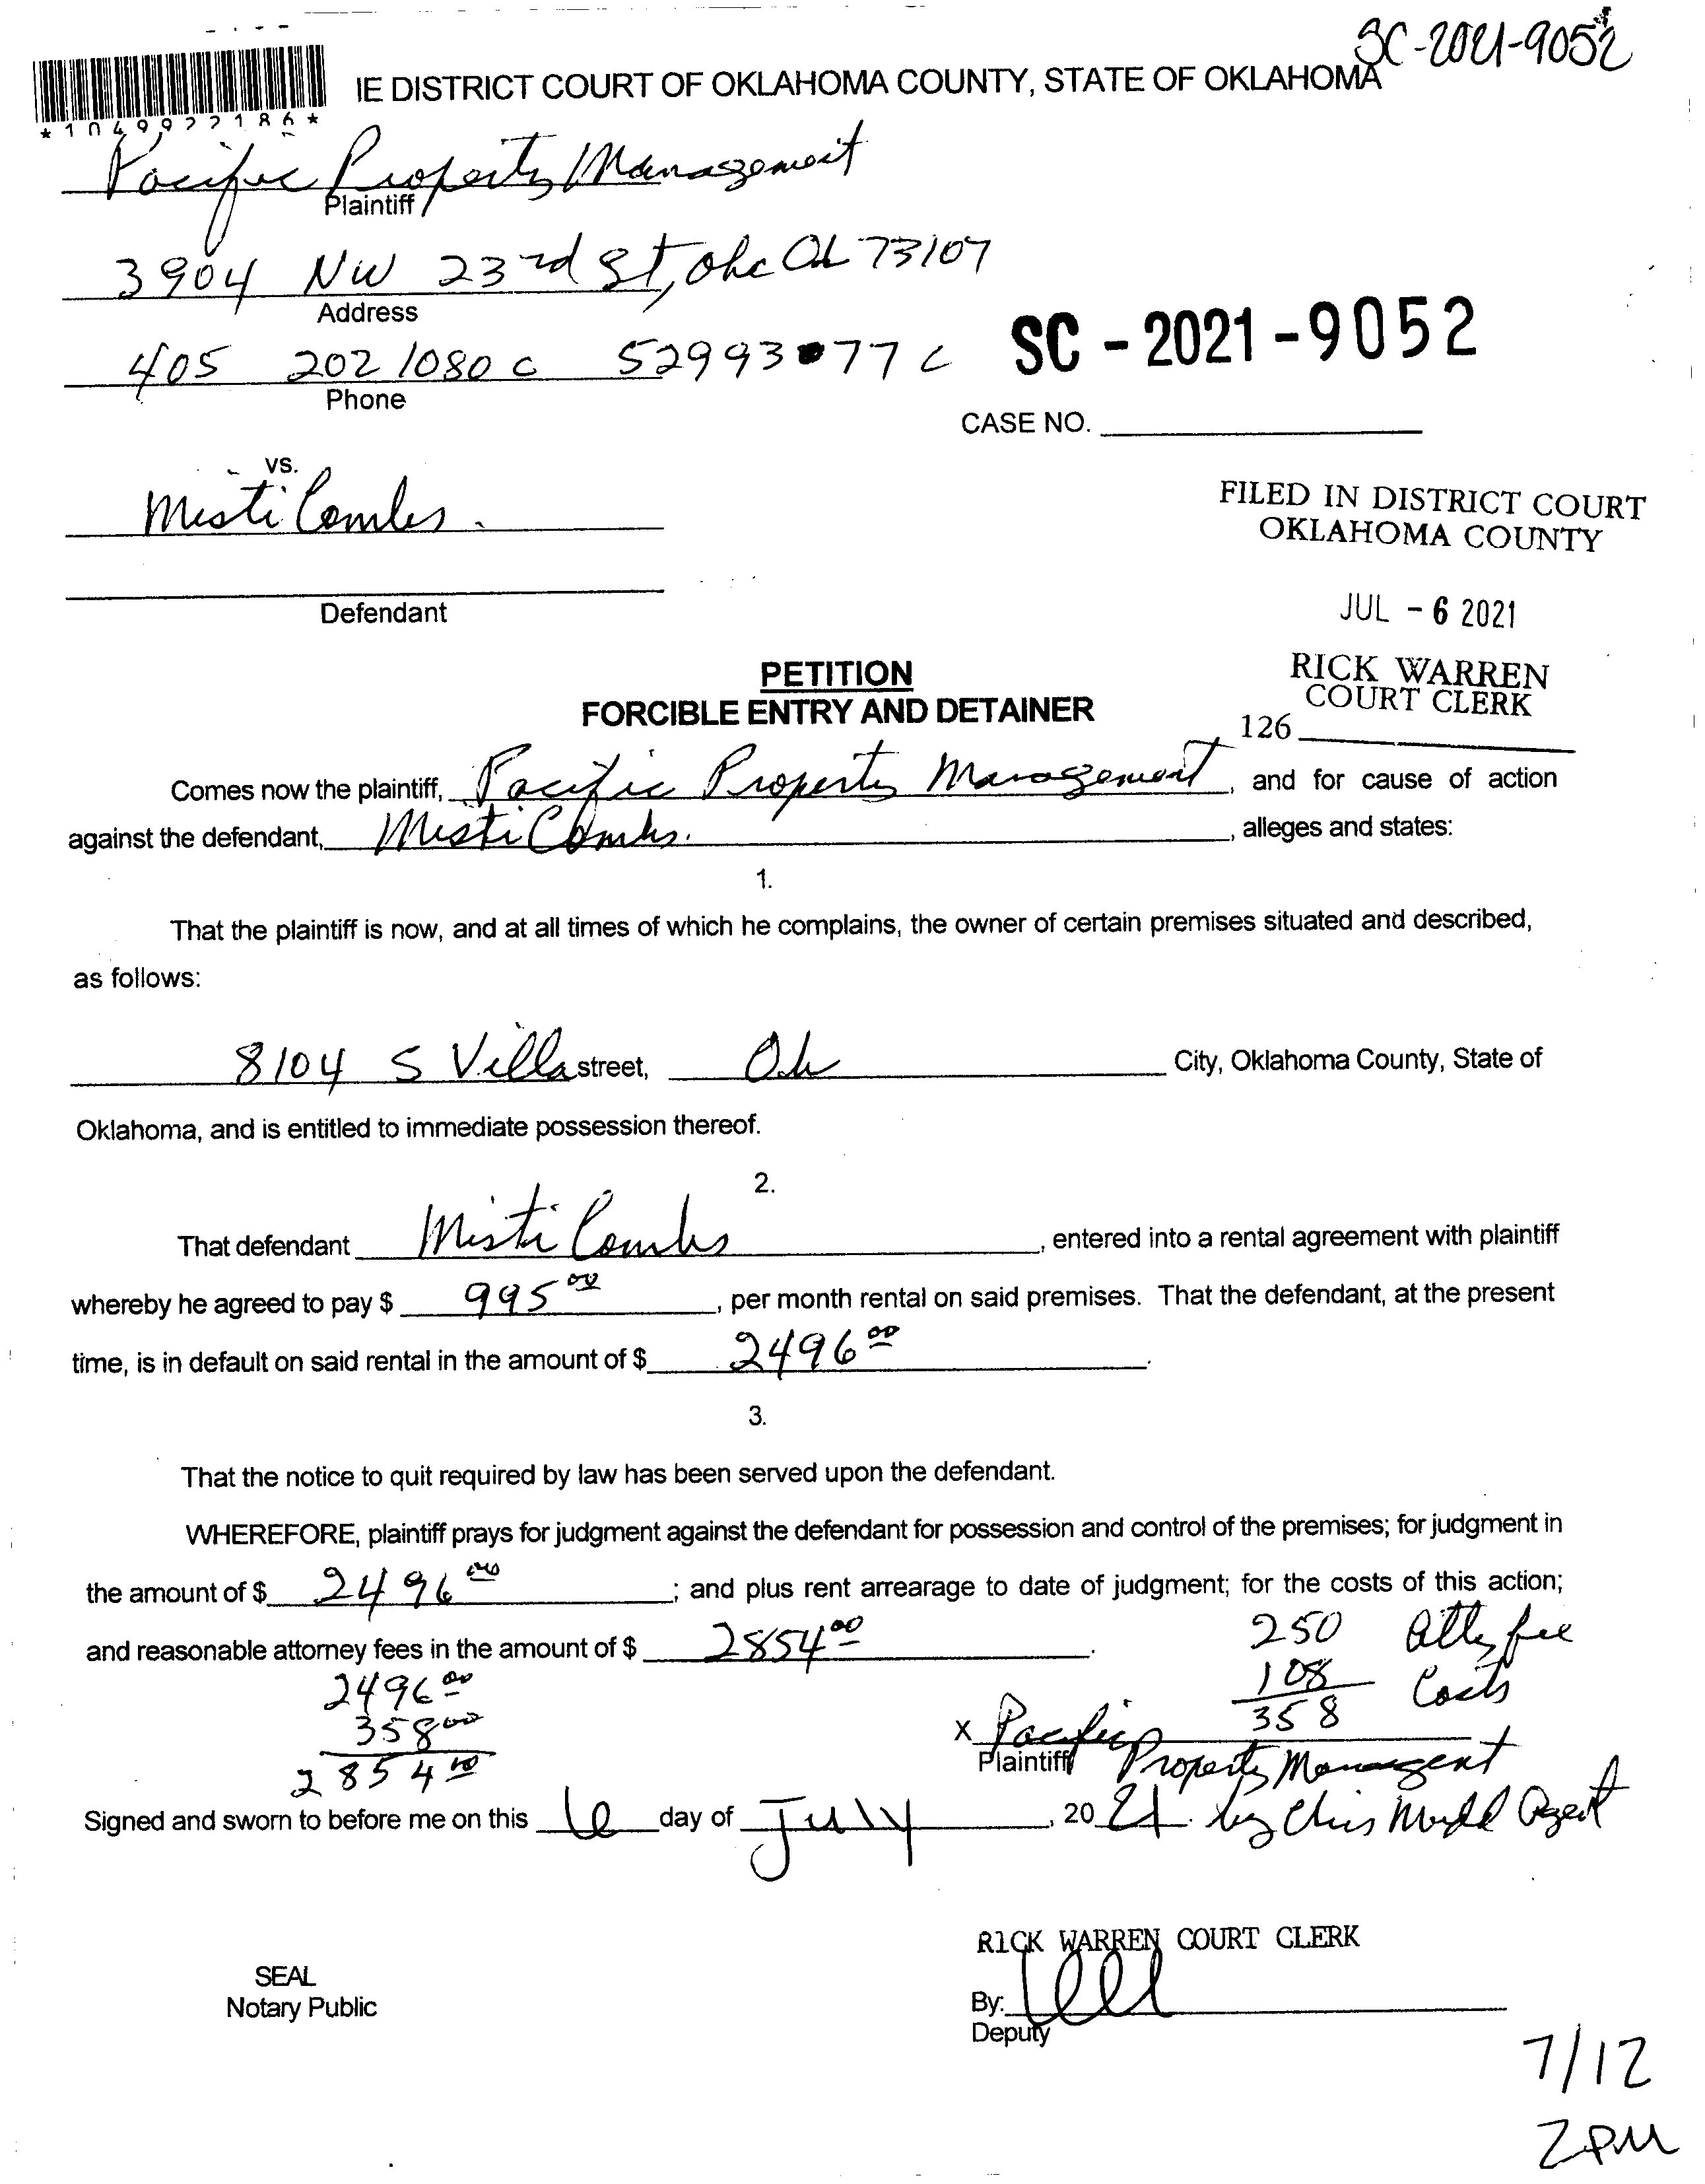 SC-2021-9052
IE DISTRICT COURT OF OKLAHOMA COUNTY, STATE OF OKLAHOMA
*1049922186*
Pacific Property Management
Plaintiff
3904 NW 23rd St, Okc Ok 73107
Address
405 202 1080 c 52993 77 c
Phone
SC - 2021 - 9052
CASE NO.
vs.
Misti Combs.
FILED IN DISTRICT COURT
OKLAHOMA COUNTY
Defendant
JUL - 6 2021
PETITION
FORCIBLE ENTRY AND DETAINER
RICK WARREN
COURT CLERK
126
Comes now the plaintiff, Pacific Property Management, and for cause of action
against the defendant, Misti Combs. , alleges and states:
1.
That the plaintiff is now, and at all times of which he complains, the owner of certain premises situated and described,
as follows:
8104 S Villa street, Ok City, Oklahoma County, State of
Oklahoma, and is entitled to immediate possession thereof.
2.
That defendant Misti Combs , entered into a rental agreement with plaintiff
whereby he agreed to pay $ 995 00 , per month rental on said premises. That the defendant, at the present
time, is in default on said rental in the amount of $ 2496 00 .
3.
That the notice to quit required by law has been served upon the defendant.
WHEREFORE, plaintiff prays for judgment against the defendant for possession and control of the premises; for judgment in
the amount of $ 2496 00 ; and plus rent arrearage to date of judgment; for the costs of this action;
and reasonable attorney fees in the amount of $ 2854 00 .
250 Atty fee
108 Costs
358
2496 00
358 00
2854 00
X Pacific
Plaintiff Property Managent
Signed and sworn to before me on this 6 day of July , 20 21. by Chris Agent
RICK WARREN COURT CLERK
SEAL
Notary Public
By:
Deputy
7/12
2PM